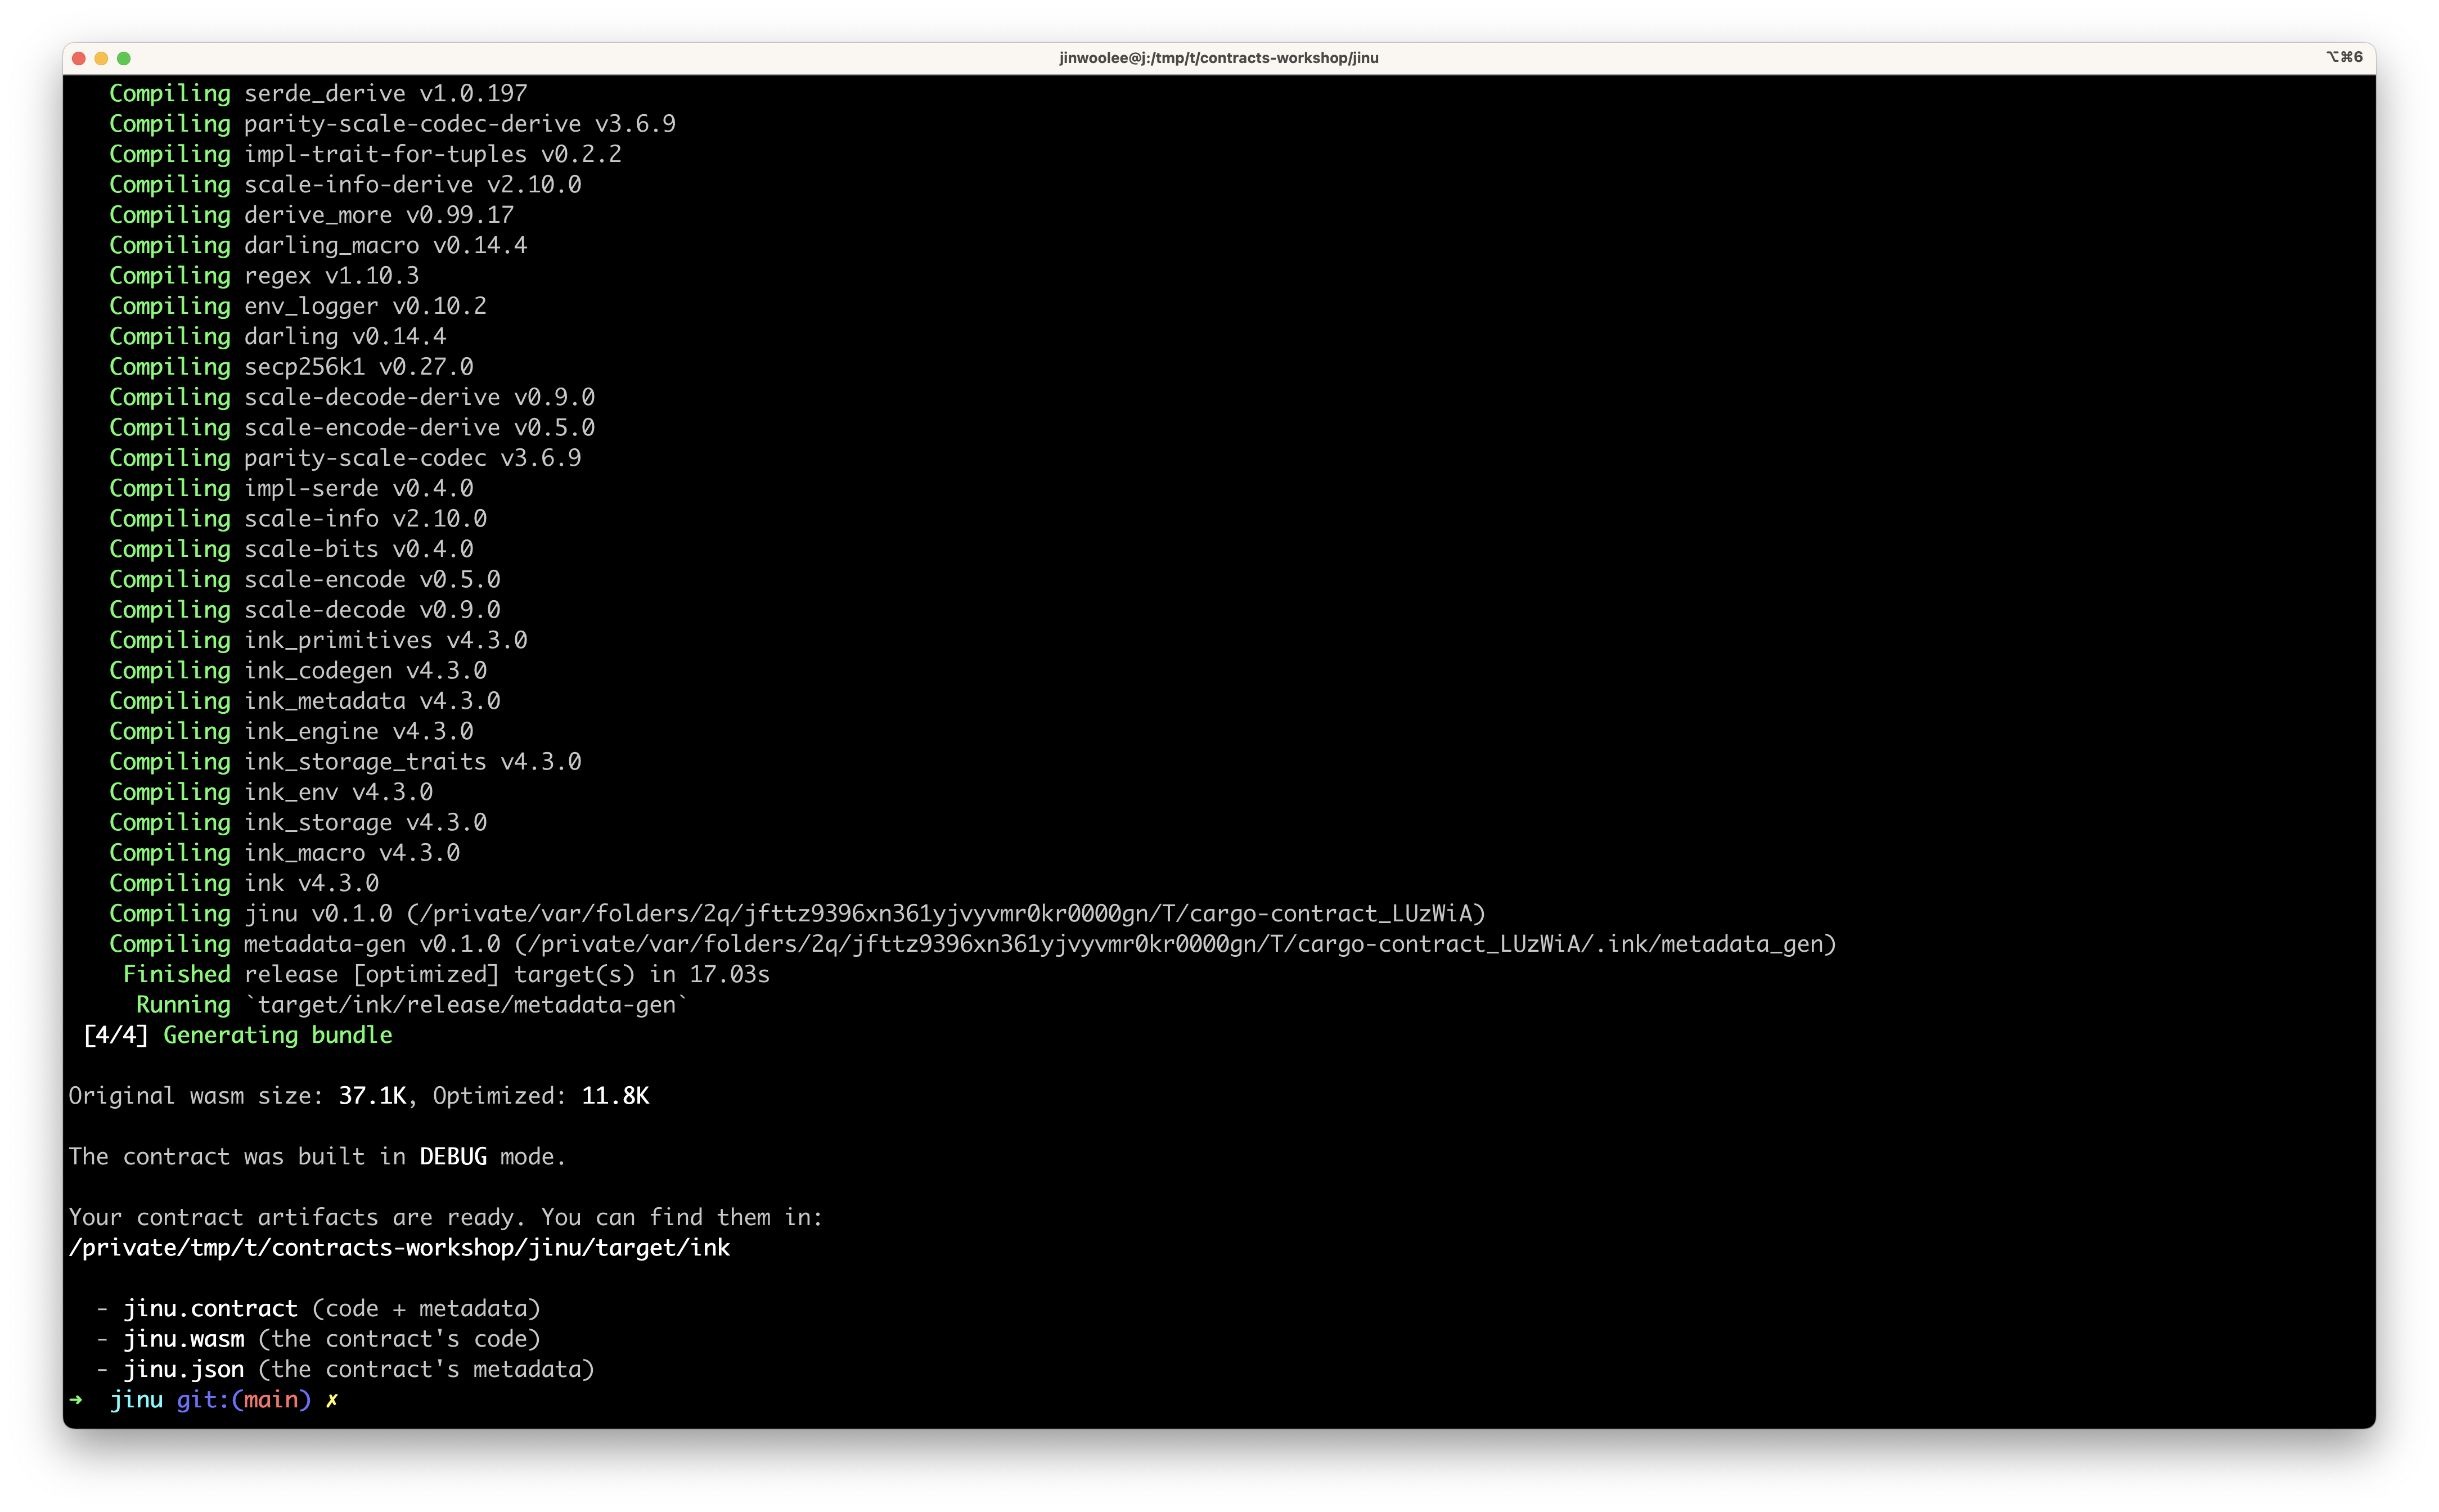 jinwoolee@j:/tmp/t/contracts-workshop/jinu
⌥⌘6
Compiling serde_derive v1.0.197
Compiling parity-scale-codec-derive v3.6.9
Compiling impl-trait-for-tuples v0.2.2
Compiling scale-info-derive v2.10.0
Compiling derive_more v0.99.17
Compiling darling_macro v0.14.4
Compiling regex v1.10.3
Compiling env_logger v0.10.2
Compiling darling v0.14.4
Compiling secp256k1 v0.27.0
Compiling scale-decode-derive v0.9.0
Compiling scale-encode-derive v0.5.0
Compiling parity-scale-codec v3.6.9
Compiling impl-serde v0.4.0
Compiling scale-info v2.10.0
Compiling scale-bits v0.4.0
Compiling scale-encode v0.5.0
Compiling scale-decode v0.9.0
Compiling ink_primitives v4.3.0
Compiling ink_codegen v4.3.0
Compiling ink_metadata v4.3.0
Compiling ink_engine v4.3.0
Compiling ink_storage_traits v4.3.0
Compiling ink_env v4.3.0
Compiling ink_storage v4.3.0
Compiling ink_macro v4.3.0
Compiling ink v4.3.0
Compiling jinu v0.1.0 (/private/var/folders/2q/jfttz9396xn361yjvyvmr0kr0000gn/T/cargo-contract_LUzWiA)
Compiling metadata-gen v0.1.0 (/private/var/folders/2q/jfttz9396xn361yjvyvmr0kr0000gn/T/cargo-contract_LUzWiA/.ink/metadata_gen)
Finished release [optimized] target(s) in 17.03s
Running `target/ink/release/metadata-gen`
[4/4] Generating bundle
Original wasm size: 37.1K, Optimized: 11.8K
The contract was built in DEBUG mode.
Your contract artifacts are ready. You can find them in:
/private/tmp/t/contracts-workshop/jinu/target/ink
- jinu.contract (code + metadata)
- jinu.wasm (the contract's code)
- jinu.json (the contract's metadata)
➜ jinu git:(main) ✗